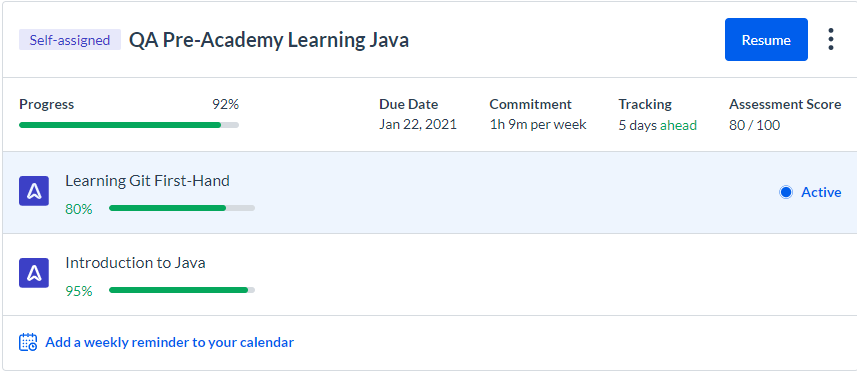 Self-assigned QA Pre-Academy Learning Java Resume
Progress 92% Due Date Commitment Tracking Assessment Score
Jan 22, 2021 1h 9m per week 5 days ahead 80 / 100
Learning Git First-Hand
80%
Active
Introduction to Java
95%
Add a weekly reminder to your calendar